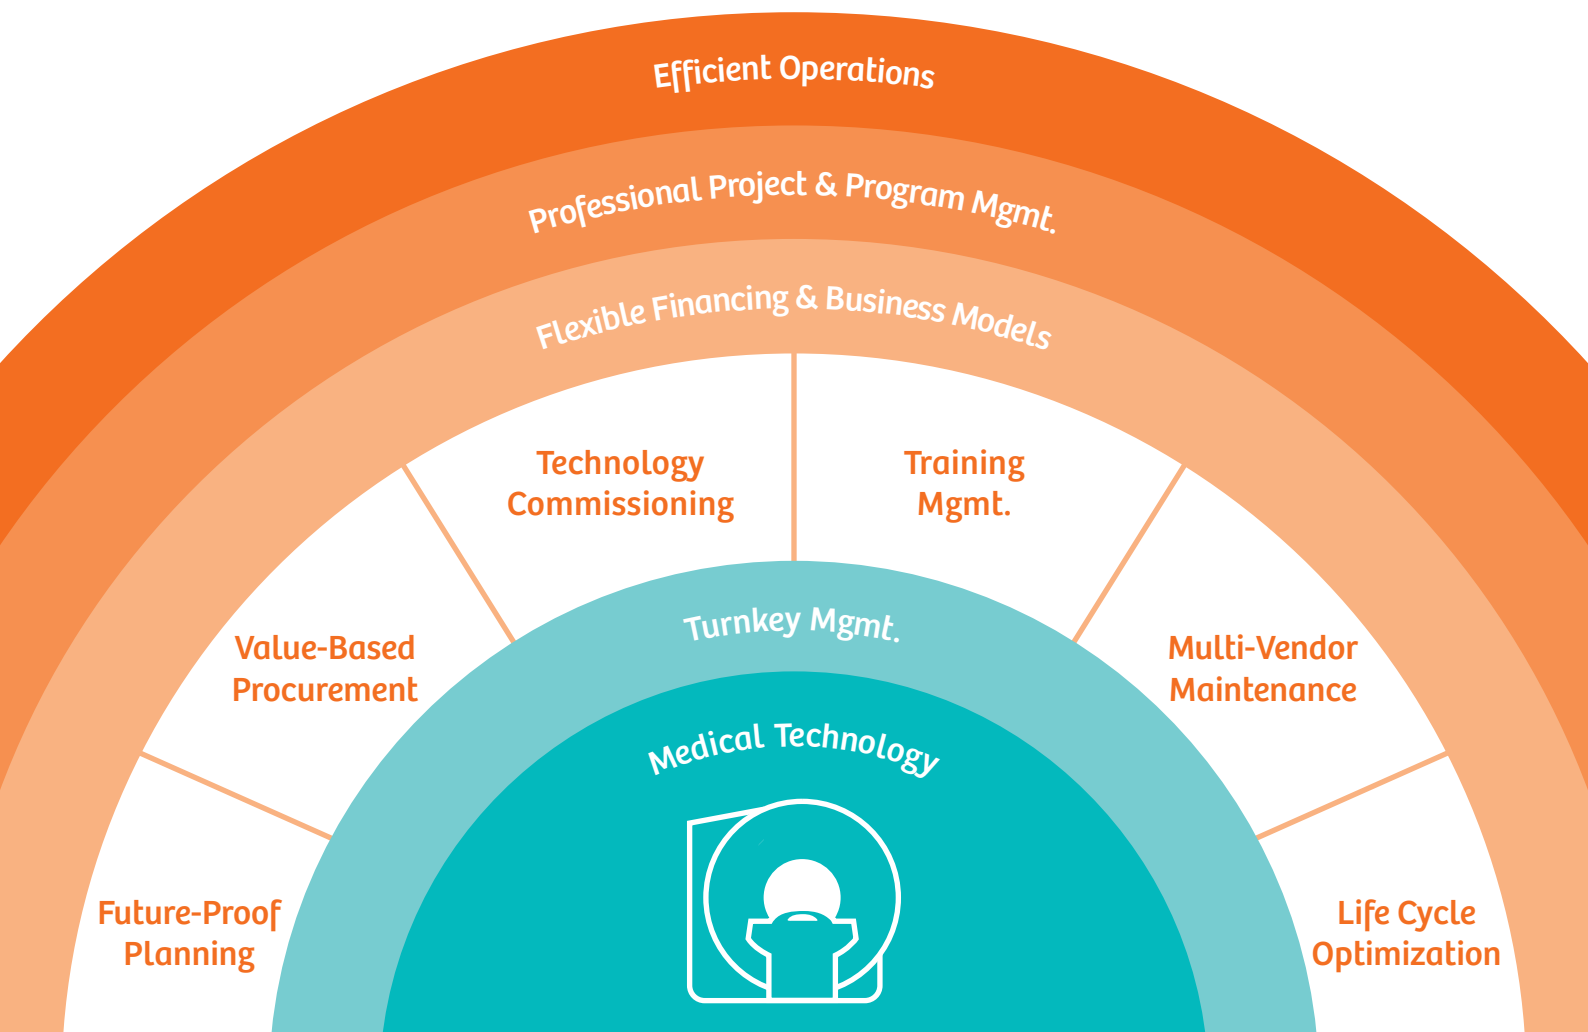 Efficient Operations
Professional Project & Program Mgmt.
Flexible Financing & Business Models
Technology
Commissioning
Training
Mgmt.
Turnkey Mgmt.
Value-Based
Procurement
Multi-Vendor
Maintenance
Medical Technology
Future-Proof
Planning
Life Cycle
Optimization